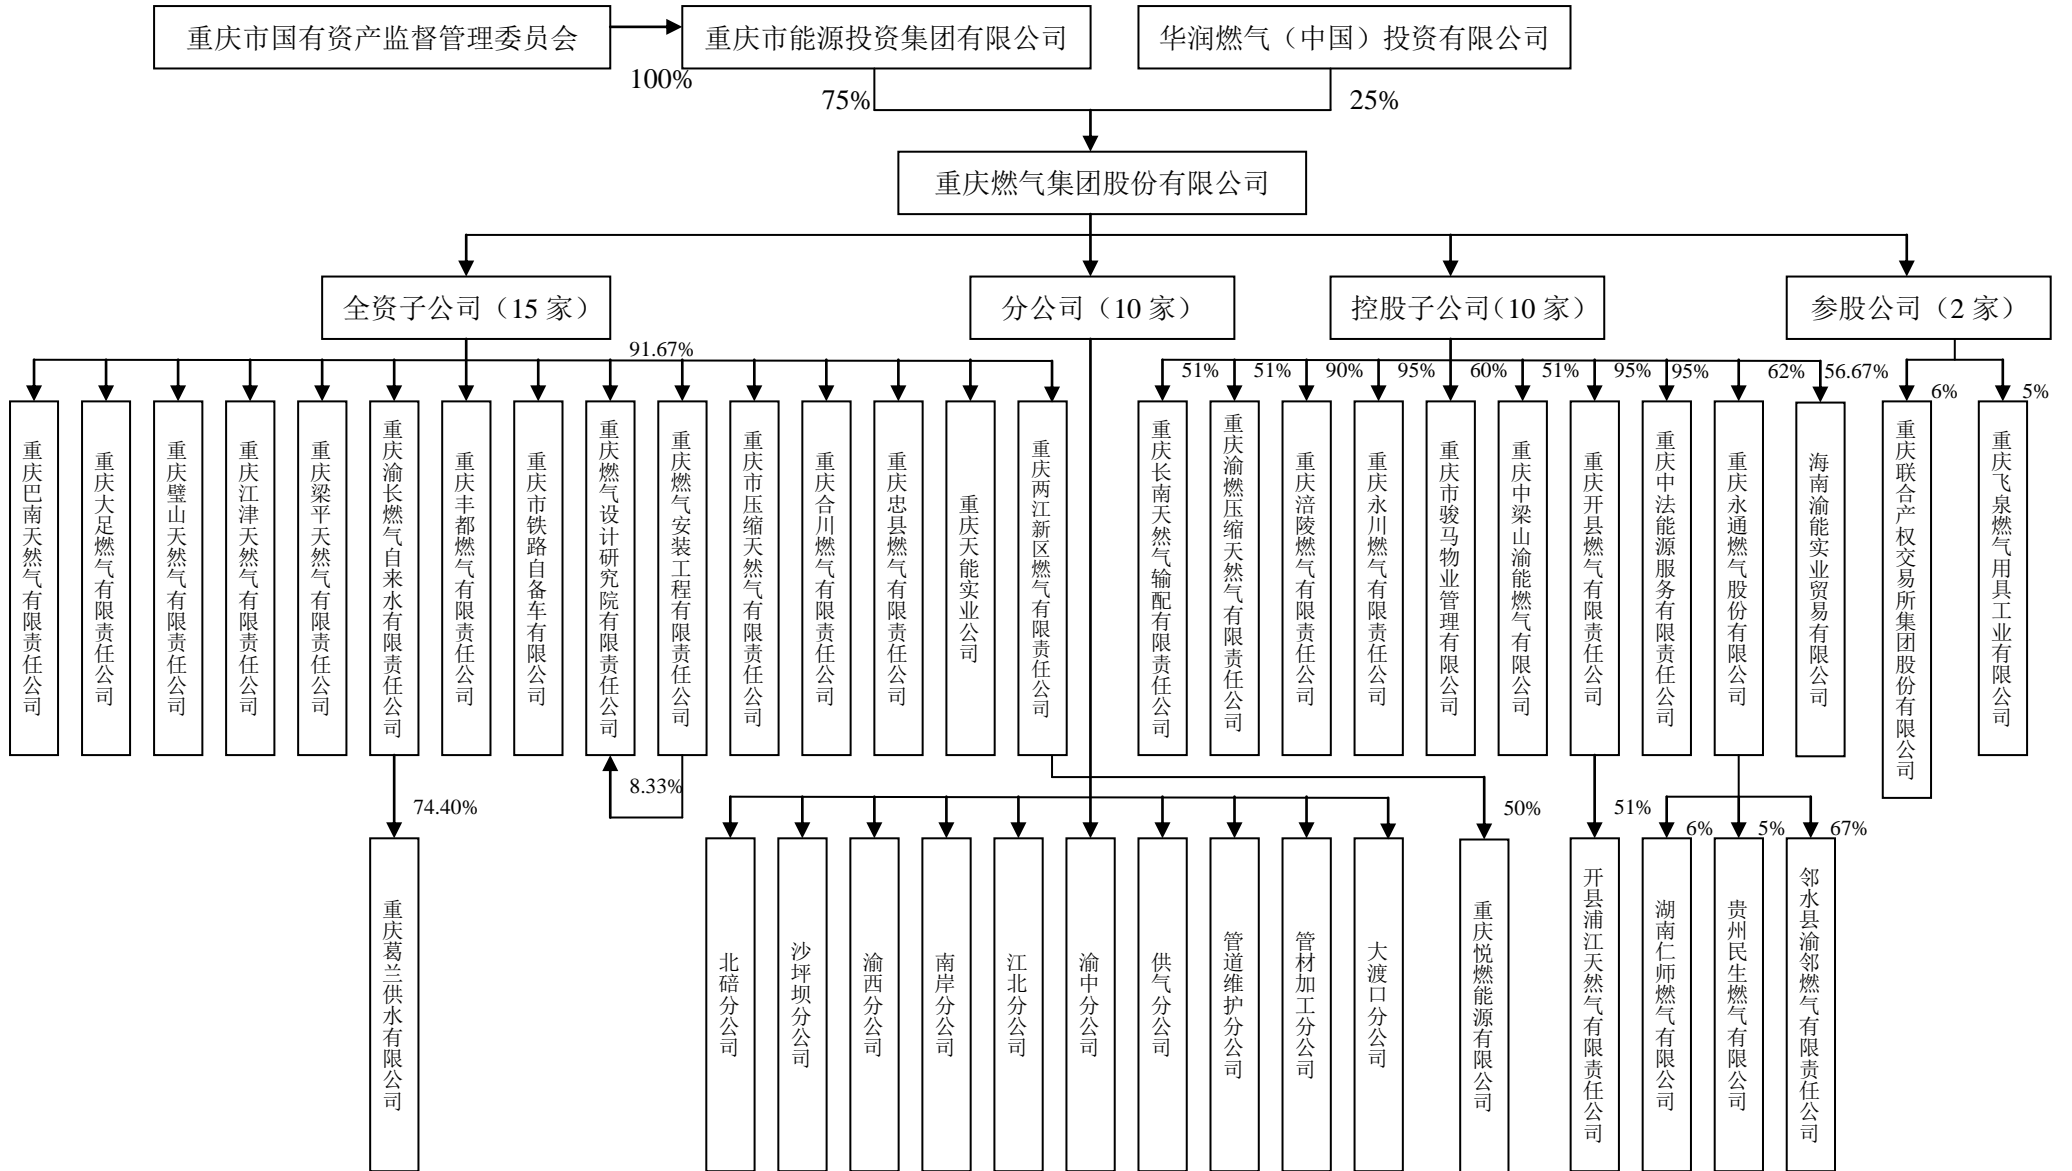 重庆市国有资产监督管理委员会
重庆市能源投资集团有限公司
华润燃气（中国）投资有限公司
100%
75%
25%
重庆燃气集团股份有限公司
全资子公司（15 家）
分公司（10 家）
控股子公司（10 家）
参股公司（2 家）
91.67%
51%
51%
90%
95%
60%
51%
95%
95%
62%
56.67%
6%
5%
重庆巴南天然气有限责任公司
重庆大足燃气有限责任公司
重庆璧山天然气有限责任公司
重庆江津天然气有限责任公司
重庆梁平天然气有限责任公司
重庆渝长燃气自来水有限责任公司
重庆丰都燃气有限责任公司
重庆市铁路自备车有限公司
重庆燃气设计研究院有限责任公司
重庆燃气安装工程有限责任公司
重庆市压缩天然气有限责任公司
重庆合川燃气有限责任公司
重庆忠县燃气有限责任公司
重庆天能实业公司
重庆两江新区燃气有限责任公司
重庆长南天然气输配有限责任公司
重庆渝燃压缩天然气有限责任公司
重庆涪陵燃气有限责任公司
重庆永川燃气有限责任公司
重庆市骏马物业管理有限公司
重庆中梁山渝能燃气有限公司
重庆开县燃气有限责任公司
重庆中法能源服务有限责任公司
重庆永通燃气股份有限公司
海南渝能实业贸易有限公司
重庆联合产权交易所集团股份有限公司
重庆飞泉燃气用具工业有限公司
74.40%
8.33%
50%
51%
6%
5%
67%
重庆葛兰供水有限公司
北碚分公司
沙坪坝分公司
渝西分公司
南岸分公司
江北分公司
渝中分公司
供气分公司
管道维护分公司
管材加工分公司
大渡口分公司
重庆悦燃能源有限公司
开县浦江天然气有限责任公司
湖南仁师燃气有限公司
贵州民生燃气有限公司
邻水县渝邻燃气有限责任公司